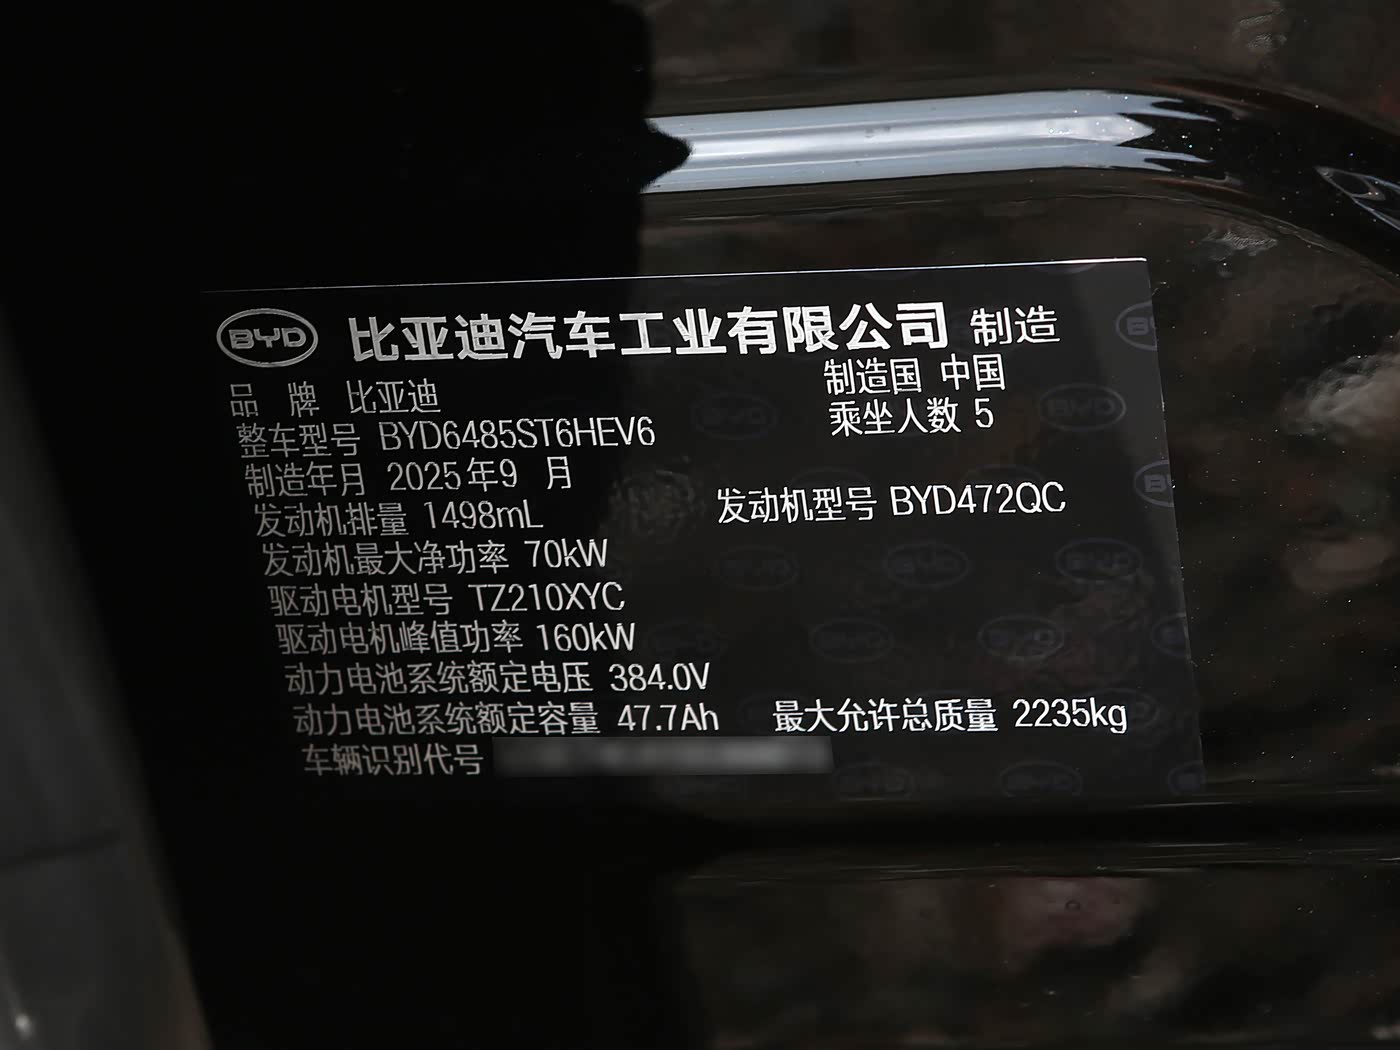 BYD 比亚迪汽车工业有限公司 制造
品 牌 比亚迪 制造国 中国
整车型号 BYD6485ST6HEV6 乘坐人数 5
制造年月 2025年9 月
发动机排量 1498mL 发动机型号 BYD472QC
发动机最大净功率 70kW
驱动电机型号 TZ210XYC
驱动电机峰值功率 160kW
动力电池系统额定电压 384.0V
动力电池系统额定容量 47.7Ah 最大允许总质量 2235kg
车辆识别代号